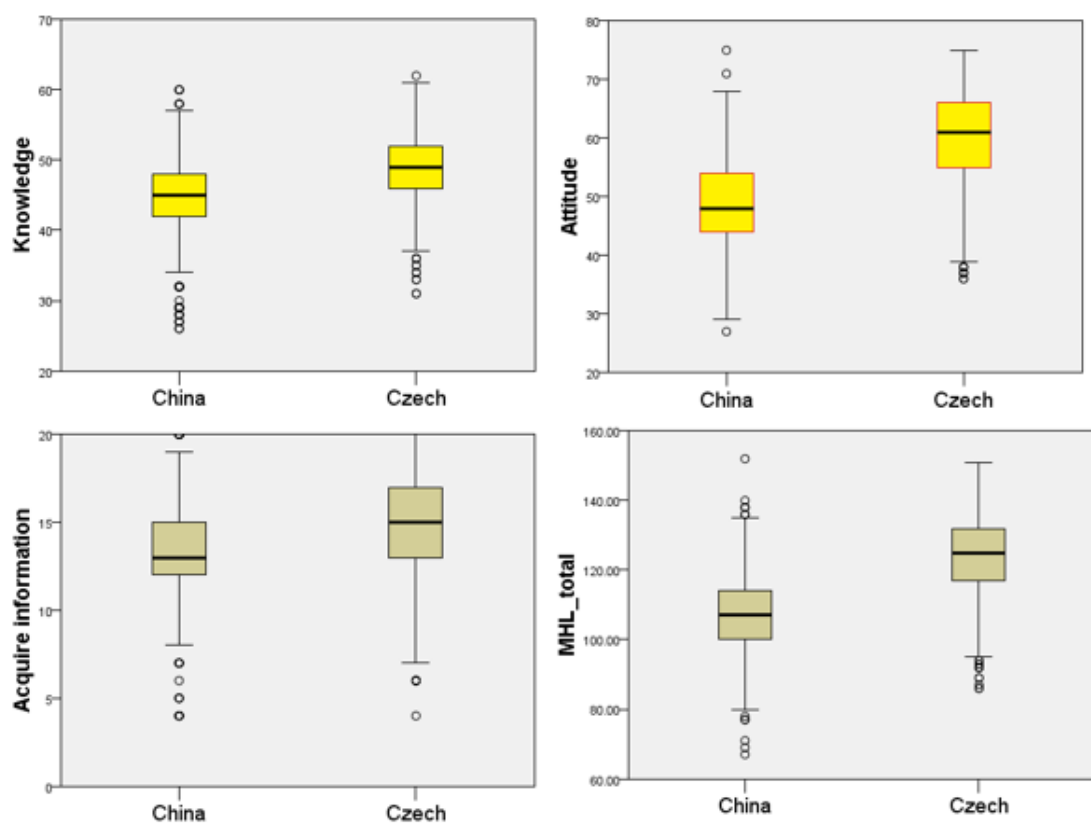 70
60
50
40
30
20
Knowledge
China
Czech
80
70
60
50
40
30
20
Attitude
China
Czech
20
15
10
5
0
Acquire information
China
Czech
160.00
140.00
120.00
100.00
80.00
60.00
MHL_total
China
Czech